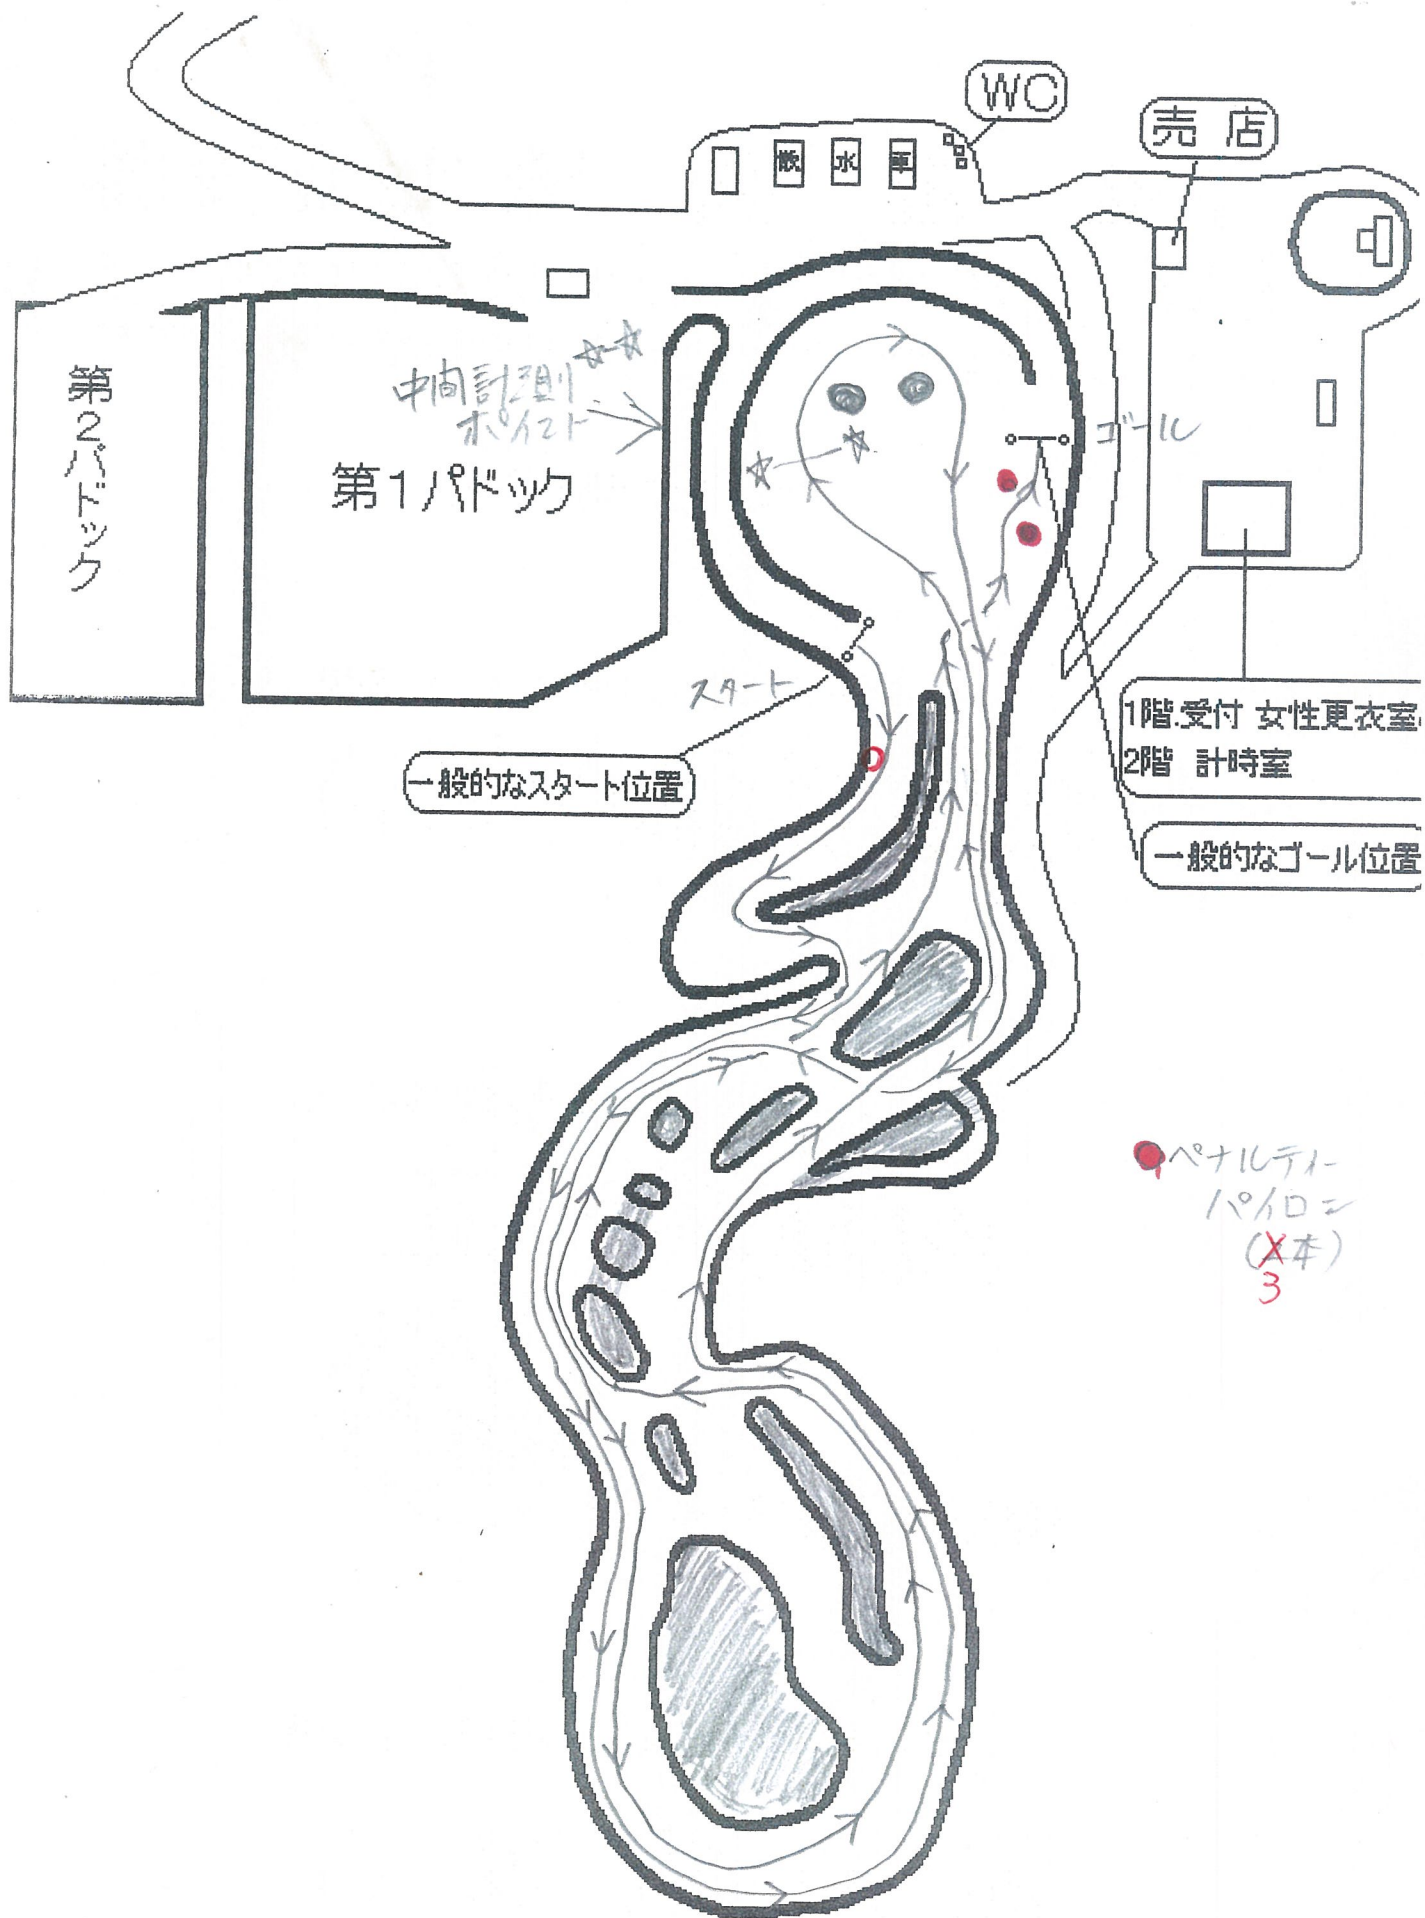 WC
売店
洗
水
車
中間計測 ☆-☆
ポイント
ゴール
第2パドック
第1パドック
スタート
1階.受付 女性更衣室
2階 計時室
一般的なスタート位置
一般的なゴール位置
ペナルティー
パイロン
(2本)
3